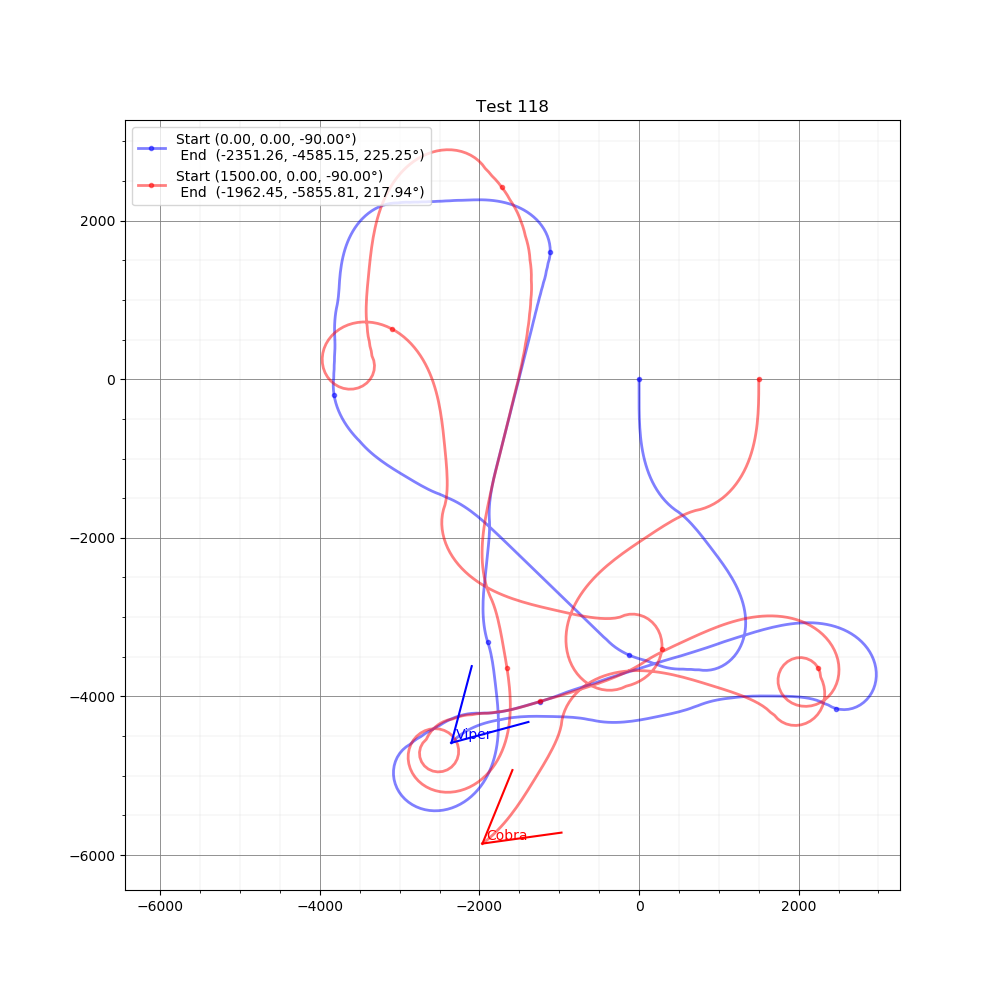 Test 118
Start (0.00, 0.00, -90.00°)
End (-2351.26, -4585.15, 225.25°)
Start (1500.00, 0.00, -90.00°)
End (-1962.45, -5855.81, 217.94°)
2000
0
−2000
−4000
−6000
Viper
Cobra
−6000 −4000 −2000 0 2000